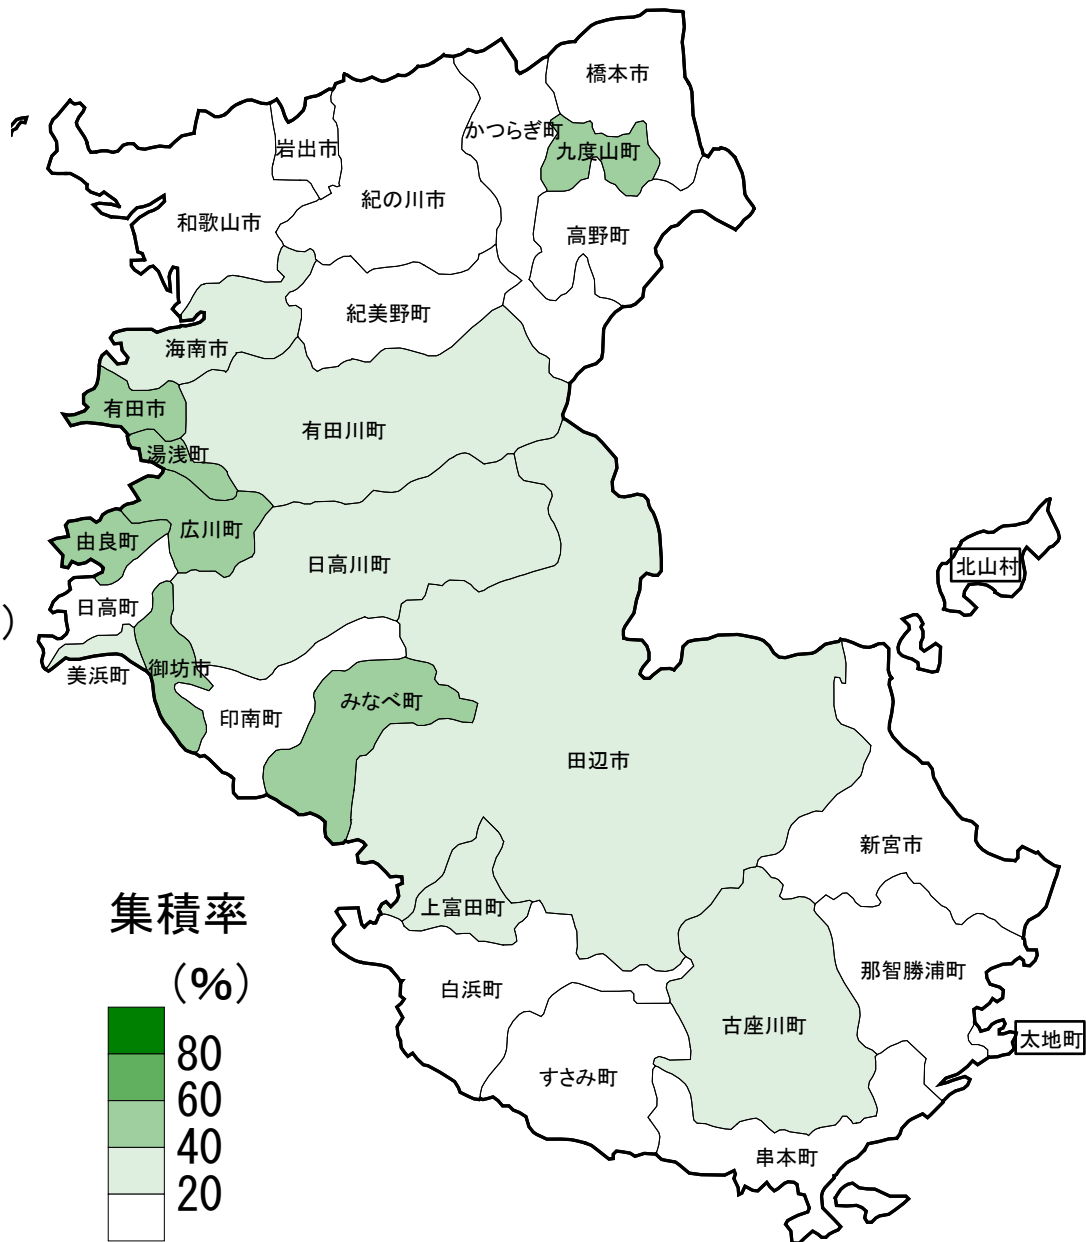 橋本市
かつらぎ町
九度山町
岩出市
紀の川市
和歌山市
高野町
紀美野町
海南市
有田市
有田川町
湯浅町
広川町
由良町
日高川町
北山村
日高町
)
美浜町
御坊市
みなべ町
印南町
田辺市
新宮市
上富田町
那智勝浦町
白浜町
古座川町
太地町
すさみ町
串本町
集積率
(%)
80
60
40
20